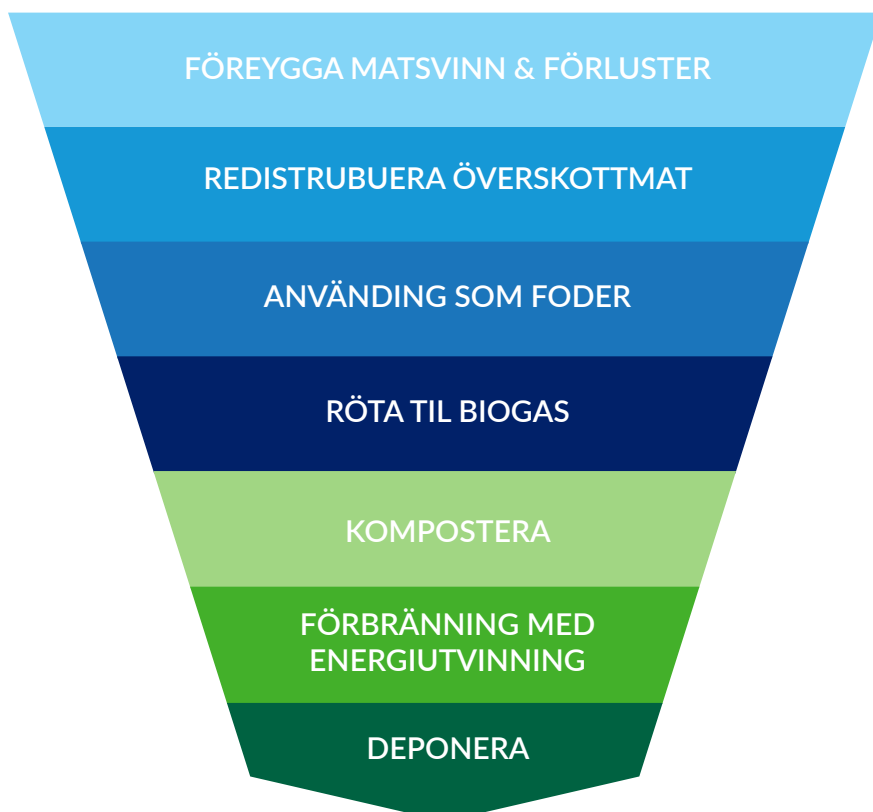 FÖREYGGA MATSVINN & FÖRLUSTER
REDISTRUBUERA ÖVERSKOTTMAT
ANVÄNDING SOM FODER
RÖTA TIL BIOGAS
KOMPOSTERA
FÖRBRÄNNING MED
ENERGIUTVINNING
DEPONERA